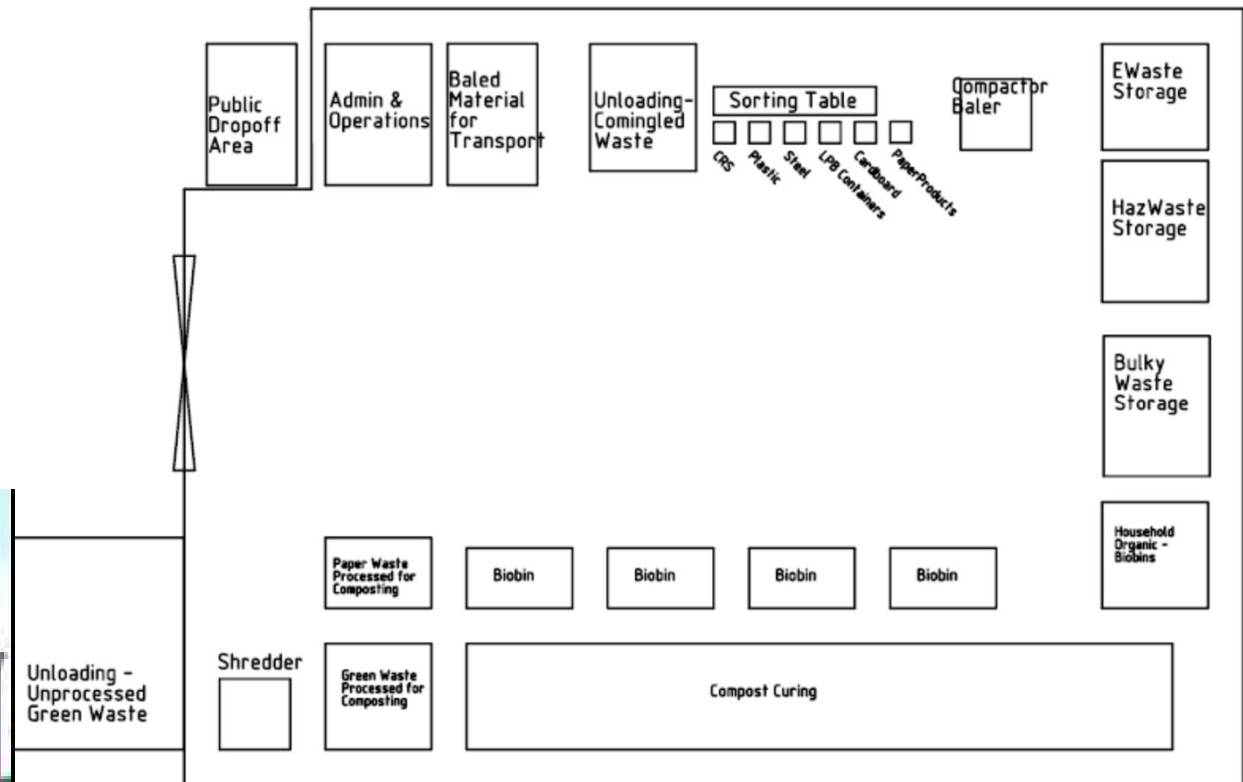 Public
Dropoff
Area
Admin &
Operations
Baled
Material
for
Transport
Unloading-
Comingled
Waste
Sorting Table
CRS
Plastic
Steel
LPB Containers
Cardboard
PaperProducts
Compactor
Baler
EWaste
Storage
HazWaste
Storage
Bulky
Waste
Storage
Household
Organic -
Biobins
Paper Waste
Processed for
Composting
Biobin
Biobin
Biobin
Biobin
Unloading -
Unprocessed
Green Waste
Shredder
Green Waste
Processed for
Composting
Compost Curing